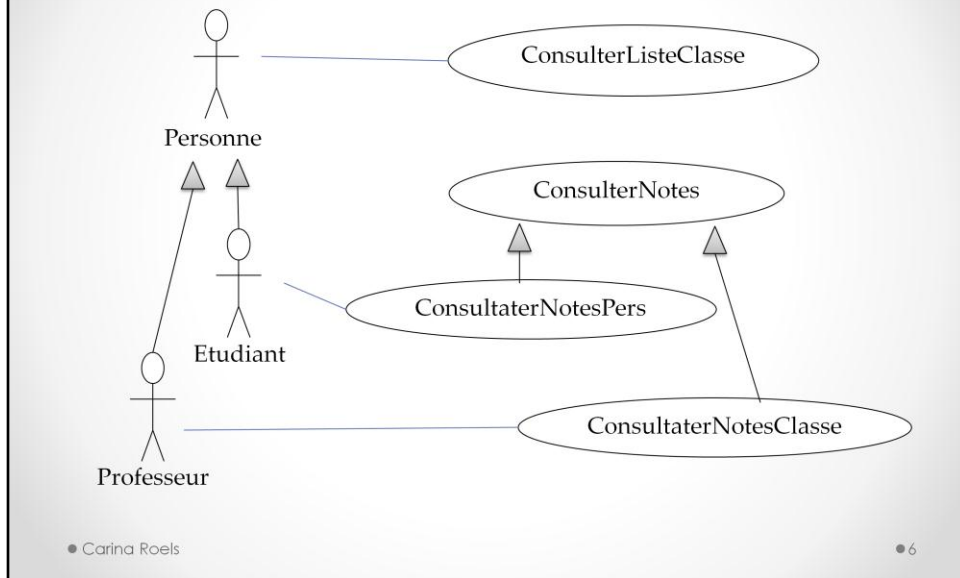 ConsulterListeClasse
Personne
ConsulterNotes
ConsultaterNotesPers
Etudiant
ConsultaterNotesClasse
Professeur
Carina Roels
6